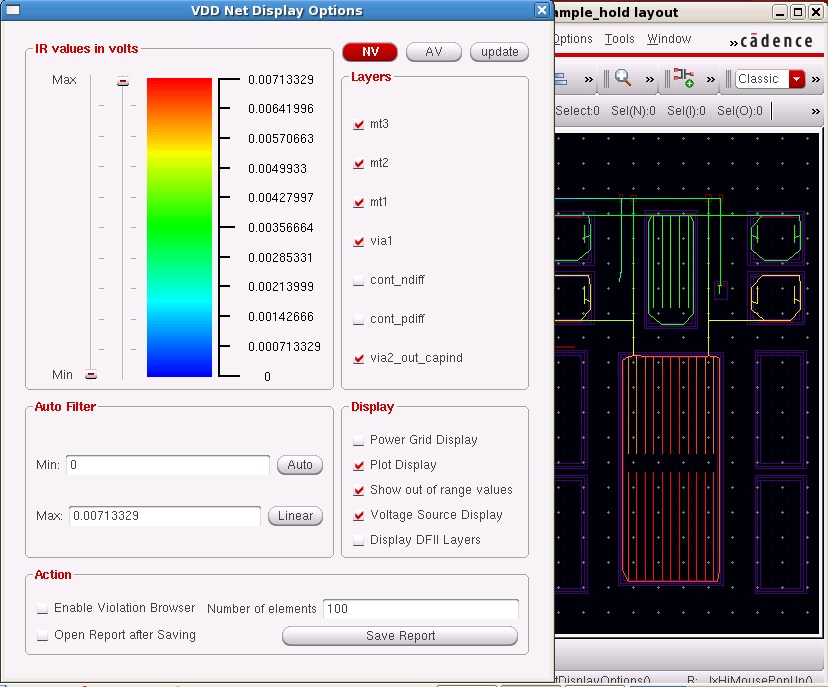 VDD Net Display Options
ample_hold layout
IR values in volts
Max
Min
0.00713329
0.00641996
0.00570663
0.0049933
0.00427997
0.00356664
0.00285331
0.00213999
0.00142666
0.000713329
0
NV AV update
Layers
mt3
mt2
mt1
via1
cont_ndiff
cont_pdiff
via2_out_capind
Auto Filter
Min: 0 Auto
Max: 0.00713329 Linear
Display
Power Grid Display
Plot Display
Show out of range values
Voltage Source Display
Display DFII Layers
Action
Enable Violation Browser Number of elements 100
Open Report after Saving Save Report
Options Tools Window » cādence
» » » Classic »
Select:0 Sel(N):0 Sel(I):0 Sel(O):0 »
tDisplayOptions() R: lxHiMousePopUp()